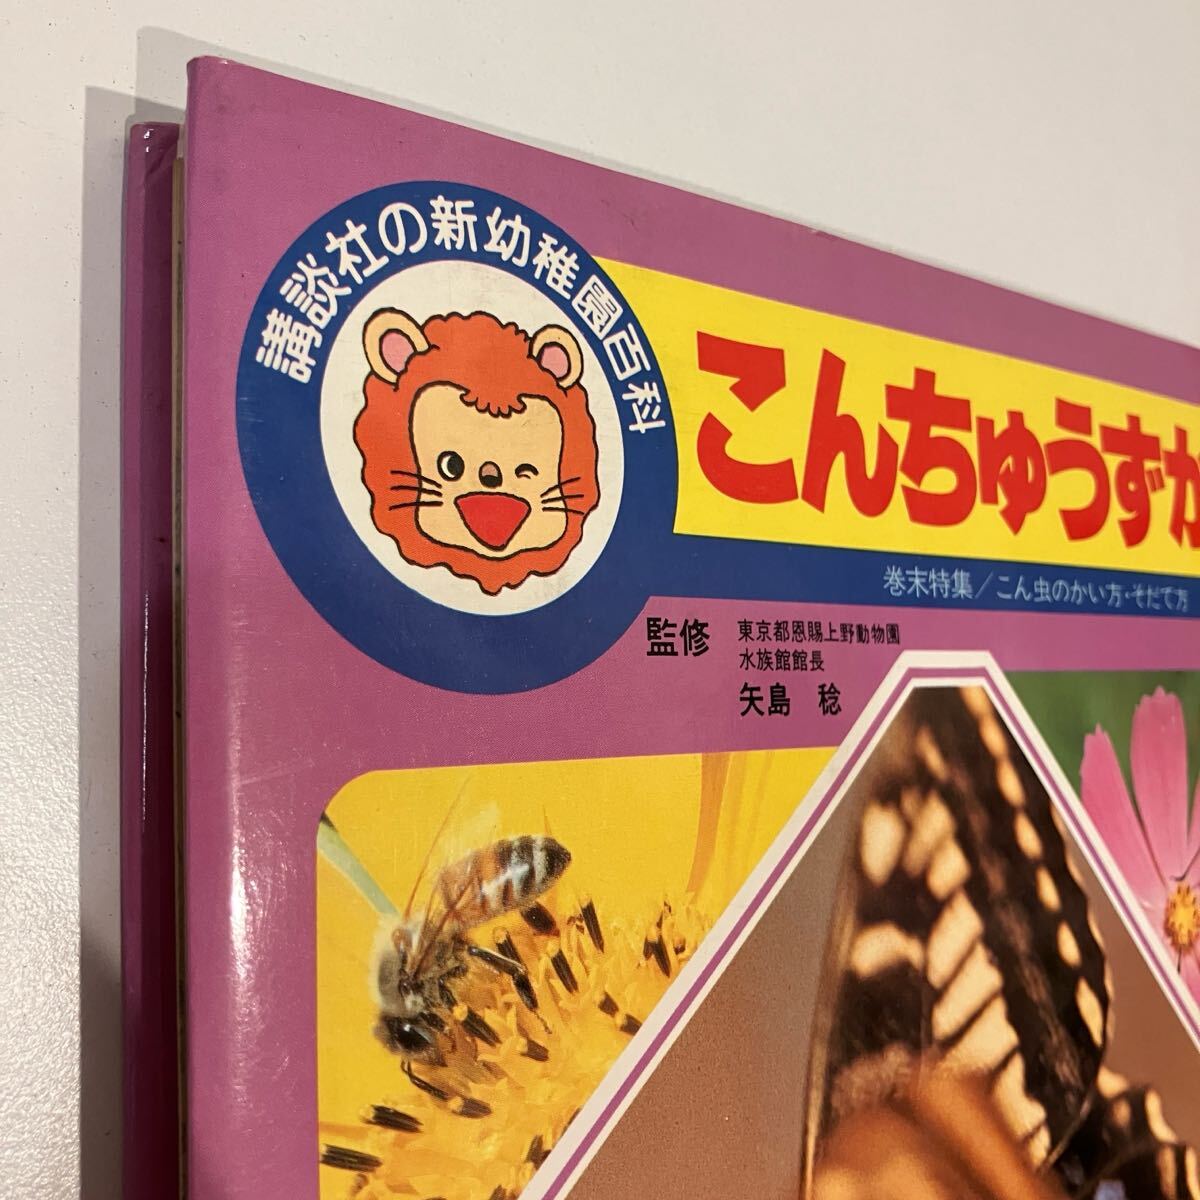 講談社の新幼稚園百科
こんちゅうずか
巻末特集／こん虫のかい方・そだて方
監修 東京都恩賜上野動物園
水族館館長
矢島 稔